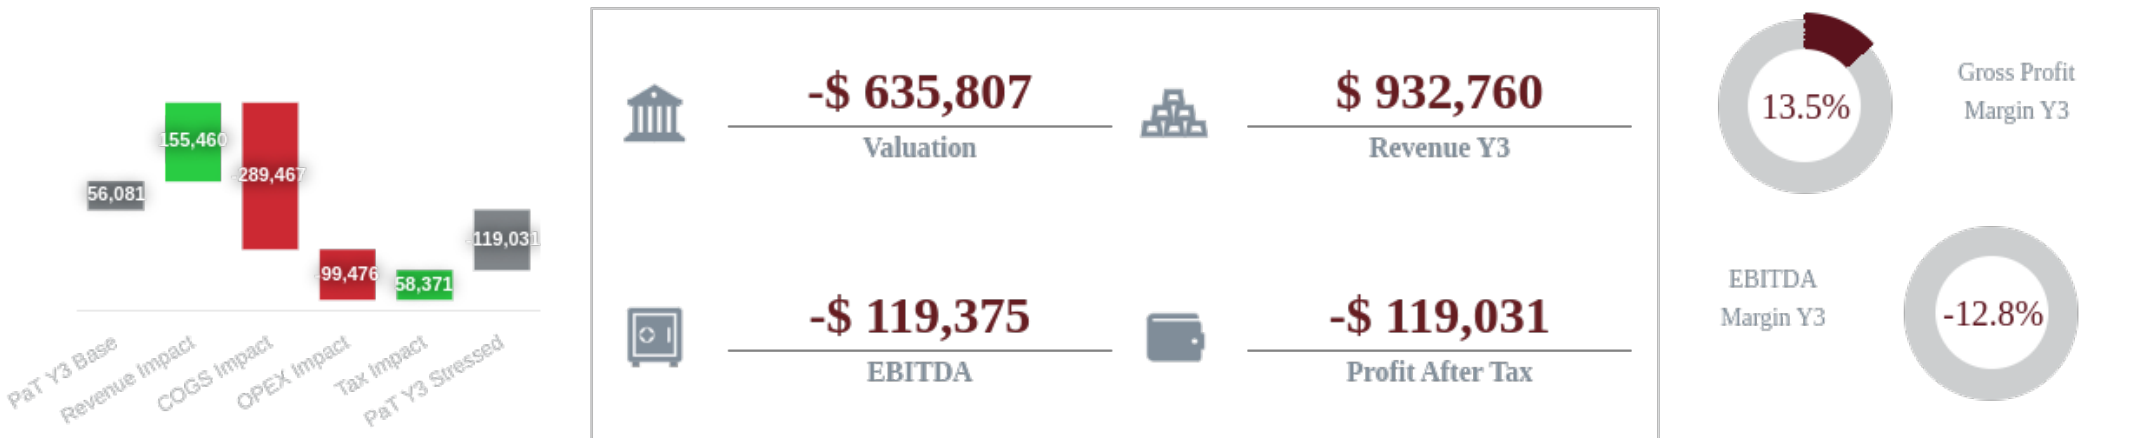 155,460
-289,467
56,081
-119,031
-99,476
58,371
PaT Y3 Base
Revenue Impact
COGS Impact
OPEX Impact
Tax Impact
PaT Y3 Stressed
-$ 635,807
Valuation
$ 932,760
Revenue Y3
-$ 119,375
EBITDA
-$ 119,031
Profit After Tax
13.5%
Gross Profit
Margin Y3
EBITDA
Margin Y3
-12.8%